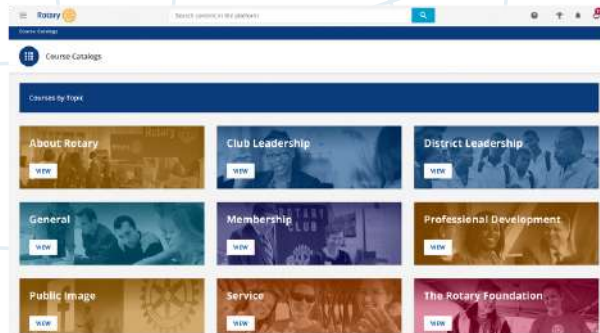 Rotary
Search content in the platform
Course Catalogs
Course Catalogs
Courses By Topic
About Rotary
VIEW
Club Leadership
VIEW
District Leadership
VIEW
General
VIEW
Membership
VIEW
Professional Development
VIEW
Public Image
VIEW
Service
VIEW
The Rotary Foundation
VIEW
ROTARY
CLUB